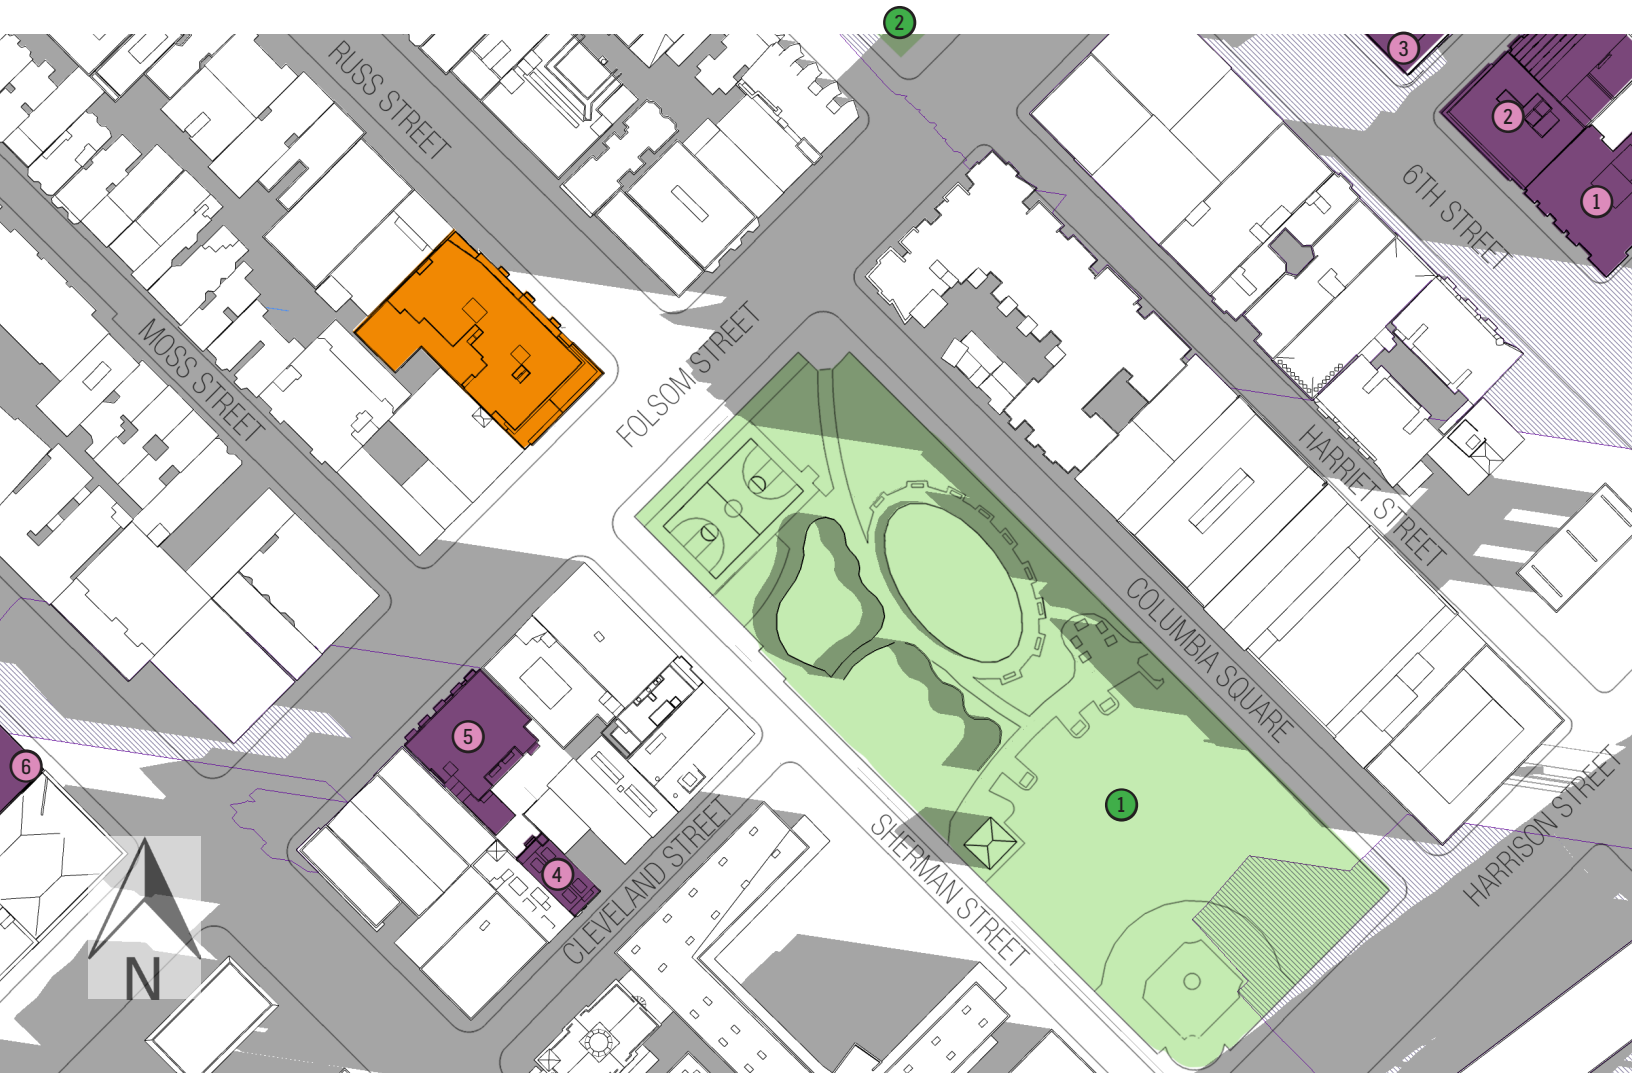 2
3
RUSS STREET
2
6TH STREET
1
FOLSOM STREET
MOSS STREET
HARRIET STREET
COLUMBIA SQUARE
5
6
1
HARRISON STREET
SHERMAN STREET
CLEVELAND STREET
4
N